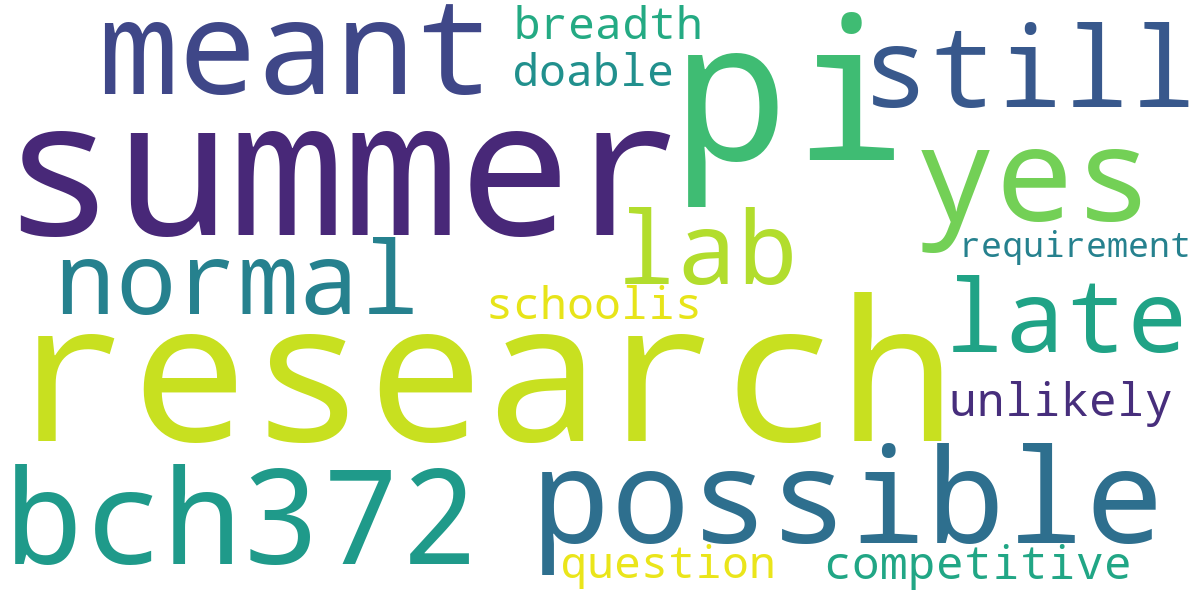 meant
breadth
pi
still
doable
summer
yes
lab
requirement
normal
schoolis
late
research
unlikely
bch372
possible
question
competitive